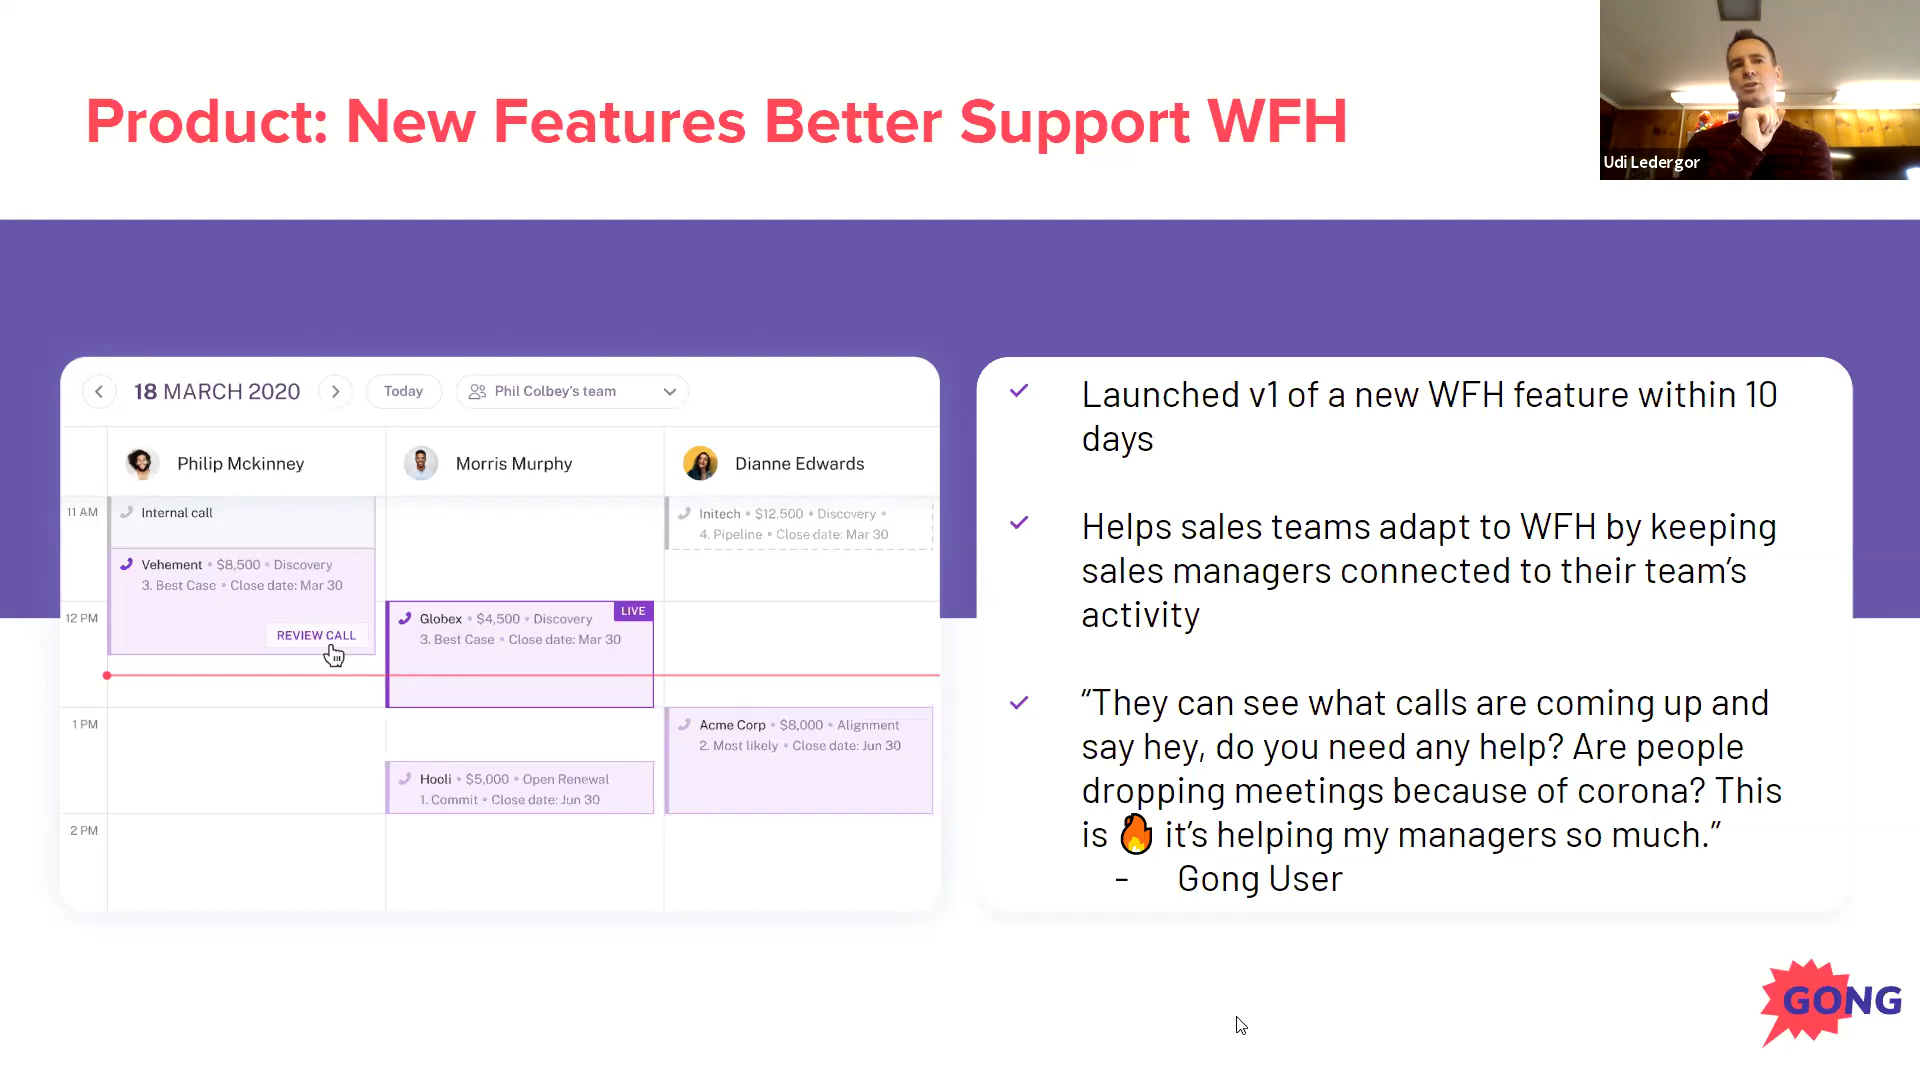 Product: New Features Better Support WFH
Udi Ledergor
18 MARCH 2020
Today
Phil Colbey's team
Philip Mckinney
Morris Murphy
Dianne Edwards
11 AM
Internal call
Vehement • $8,500 • Discovery
3. Best Case • Close date: Mar 30
REVIEW CALL
Initech • $12,500 • Discovery •
4. Pipeline • Close date: Mar 30
12 PM
LIVE
Globex • $4,500 • Discovery
3. Best Case • Close date: Mar 30
1 PM
Acme Corp • $8,000 • Alignment
2. Most likely • Close date: Jun 30
Hooli • $5,000 • Open Renewal
1. Commit • Close date: Jun 30
2 PM
Launched v1 of a new WFH feature within 10
days
Helps sales teams adapt to WFH by keeping
sales managers connected to their team's
activity
“They can see what calls are coming up and
say hey, do you need any help? Are people
dropping meetings because of corona? This
is 🔥 it's helping my managers so much.”
- Gong User
GONG